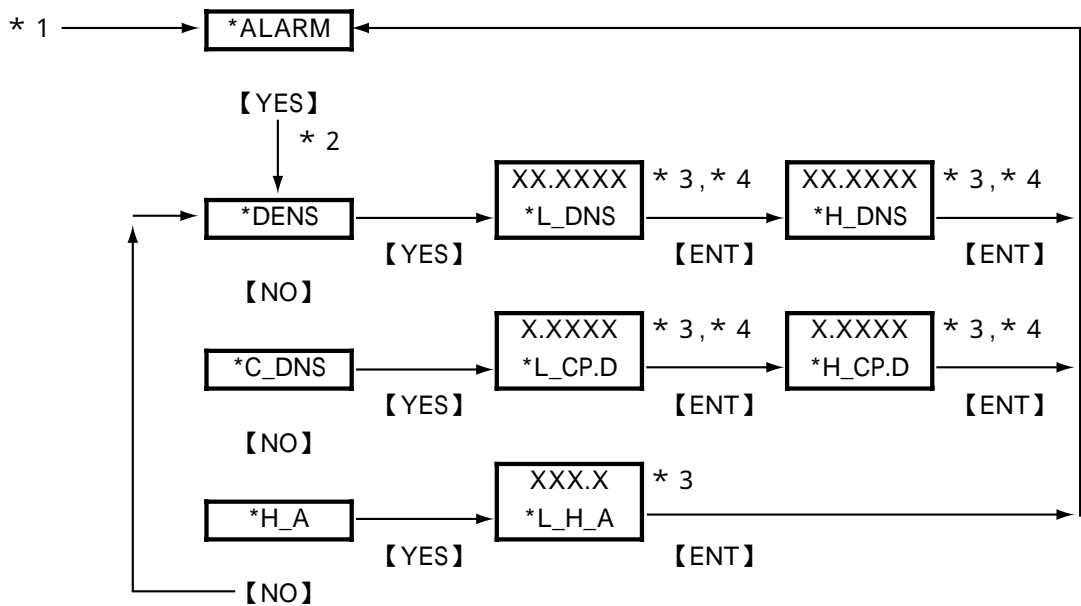 * 1 *ALARM
【YES】
* 2
XX.XXXX * 3,* 4 XX.XXXX * 3,* 4
*DENS *L_DNS *H_DNS
【YES】 【ENT】 【ENT】
【NO】
X.XXXX * 3,* 4 X.XXXX * 3,* 4
*C_DNS *L_CP.D *H_CP.D
【YES】 【ENT】 【ENT】
【NO】
XXX.X * 3
*H_A *L_H_A
【YES】 【ENT】
【NO】